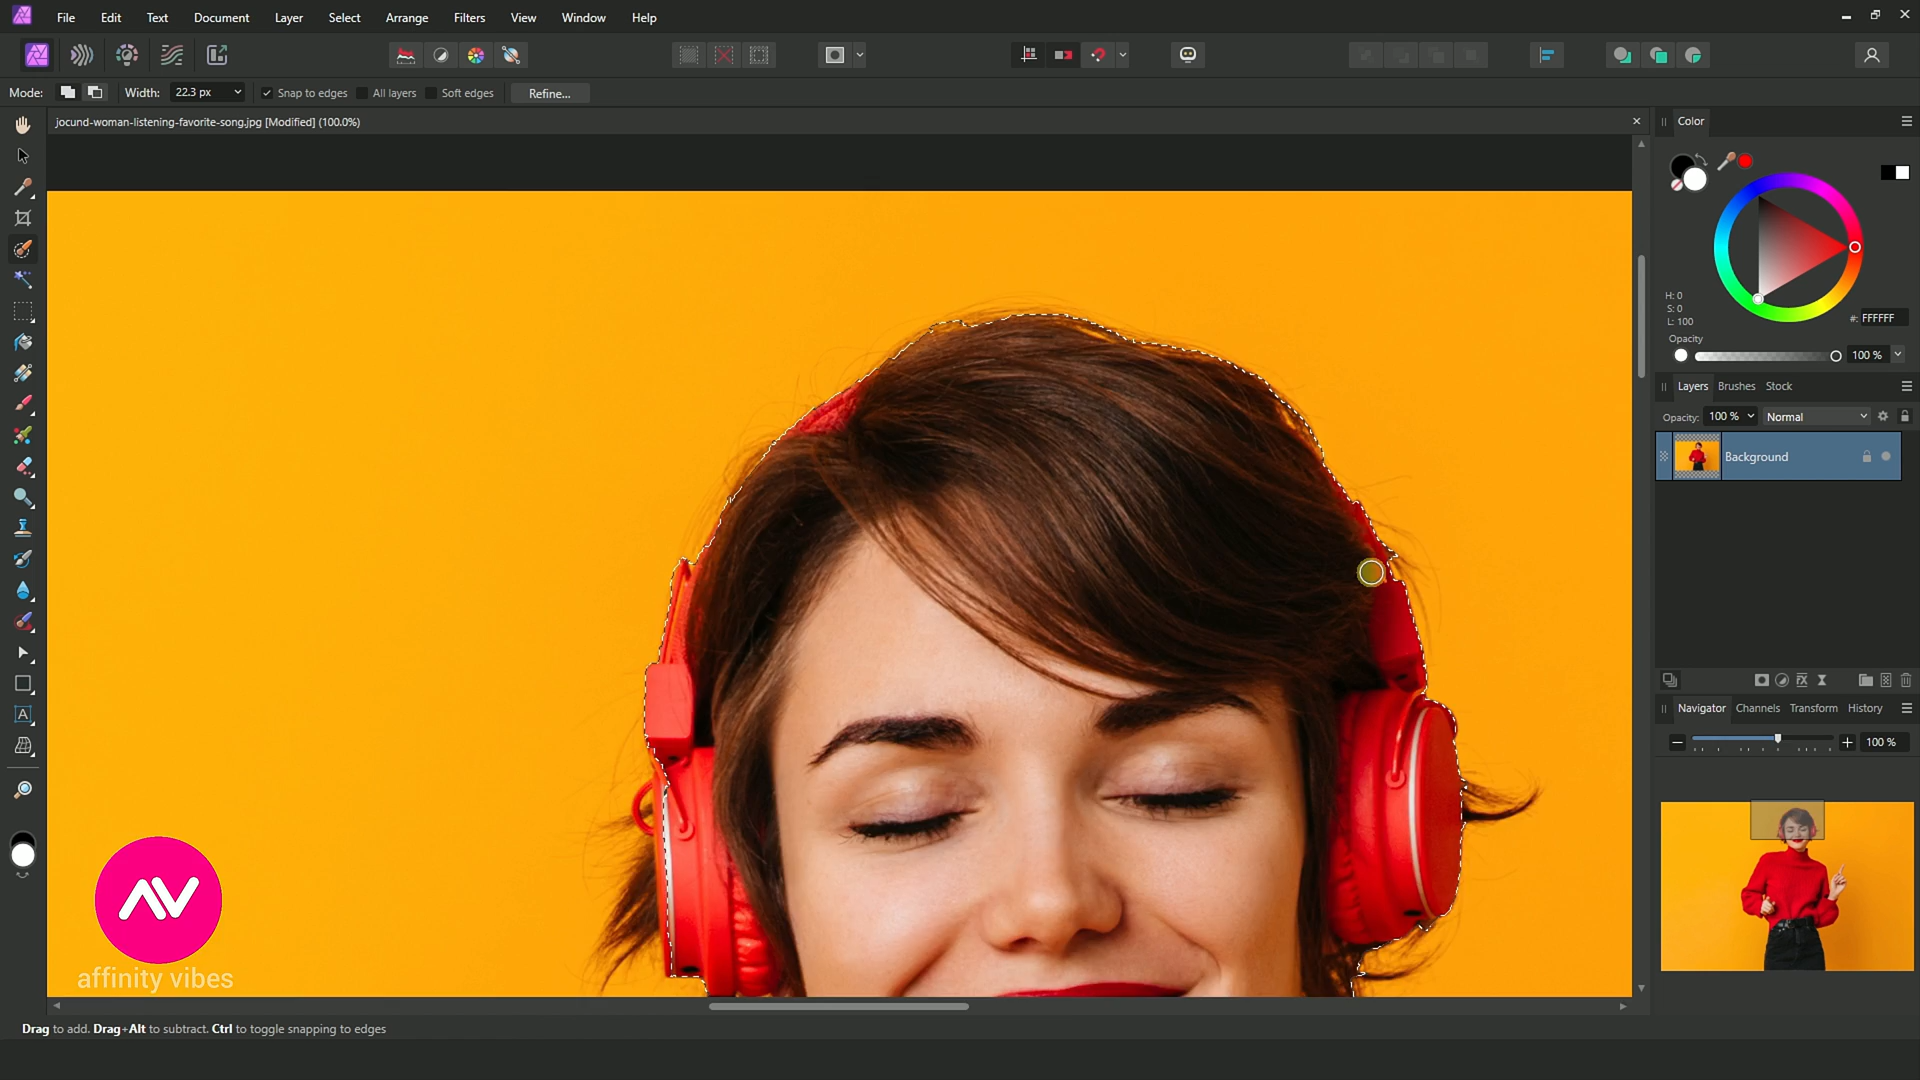 File Edit Text Document Layer Select Arrange Filters View Window Help
Mode: Width: 22.3 px Snap to edges All layers Soft edges Refine...
jocund-woman-listening-favorite-song.jpg [Modified] (100.0%)
Color
H: 0
S: 0
L: 100
#: FFFFFF
Opacity
100 %
Layers Brushes Stock
Opacity: 100 % Normal
Background
Navigator Channels Transform History
100 %
A
affinity vibes
Drag to add. Drag+Alt to subtract. Ctrl to toggle snapping to edges